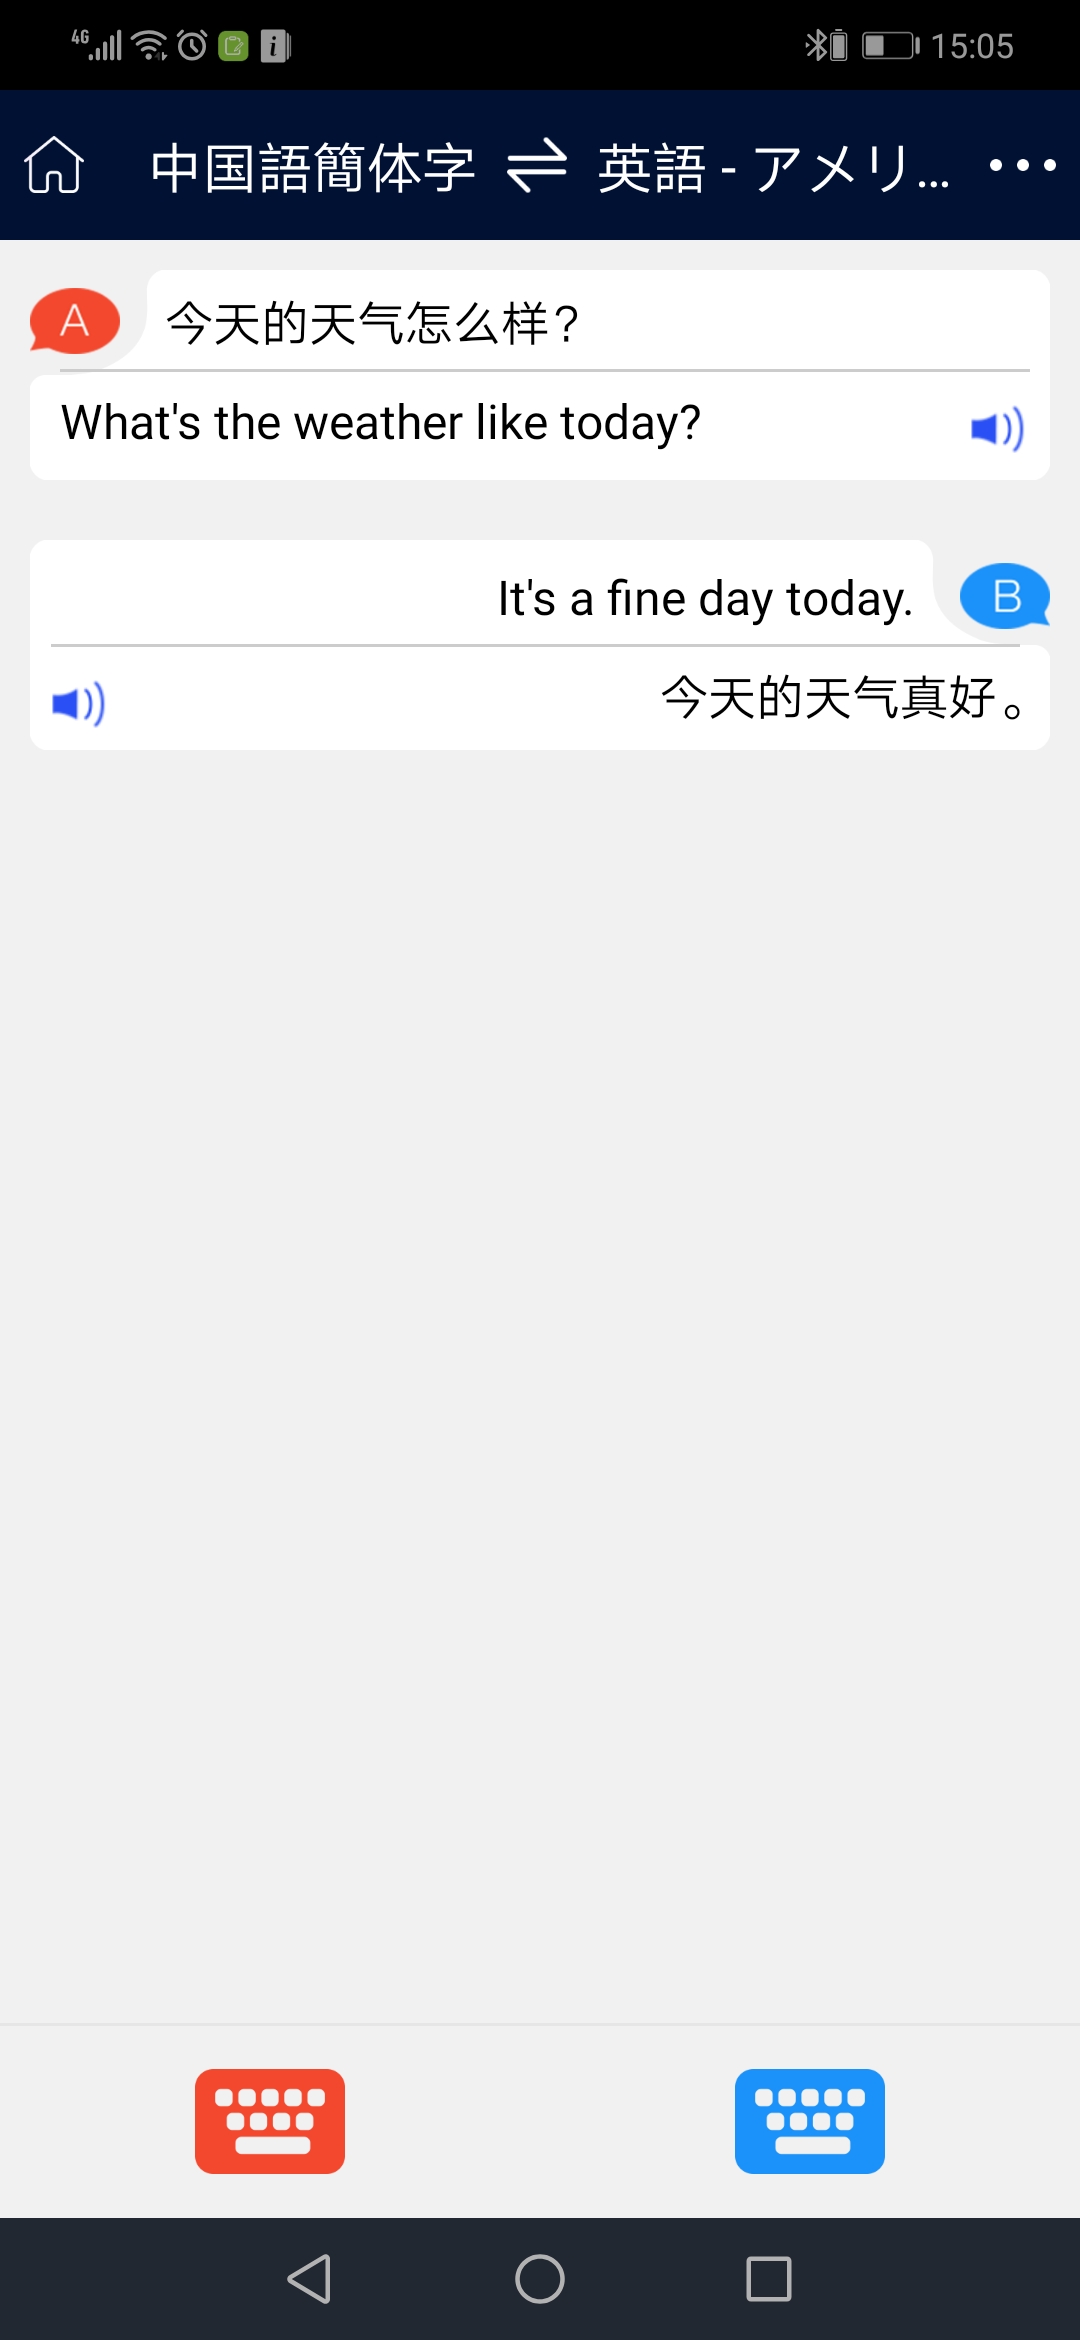 4G 15:05
中国語簡体字 ⇌ 英語 - アメリ... •••
A 今天的天气怎么样？
What's the weather like today?
It's a fine day today. B
今天的天气真好。